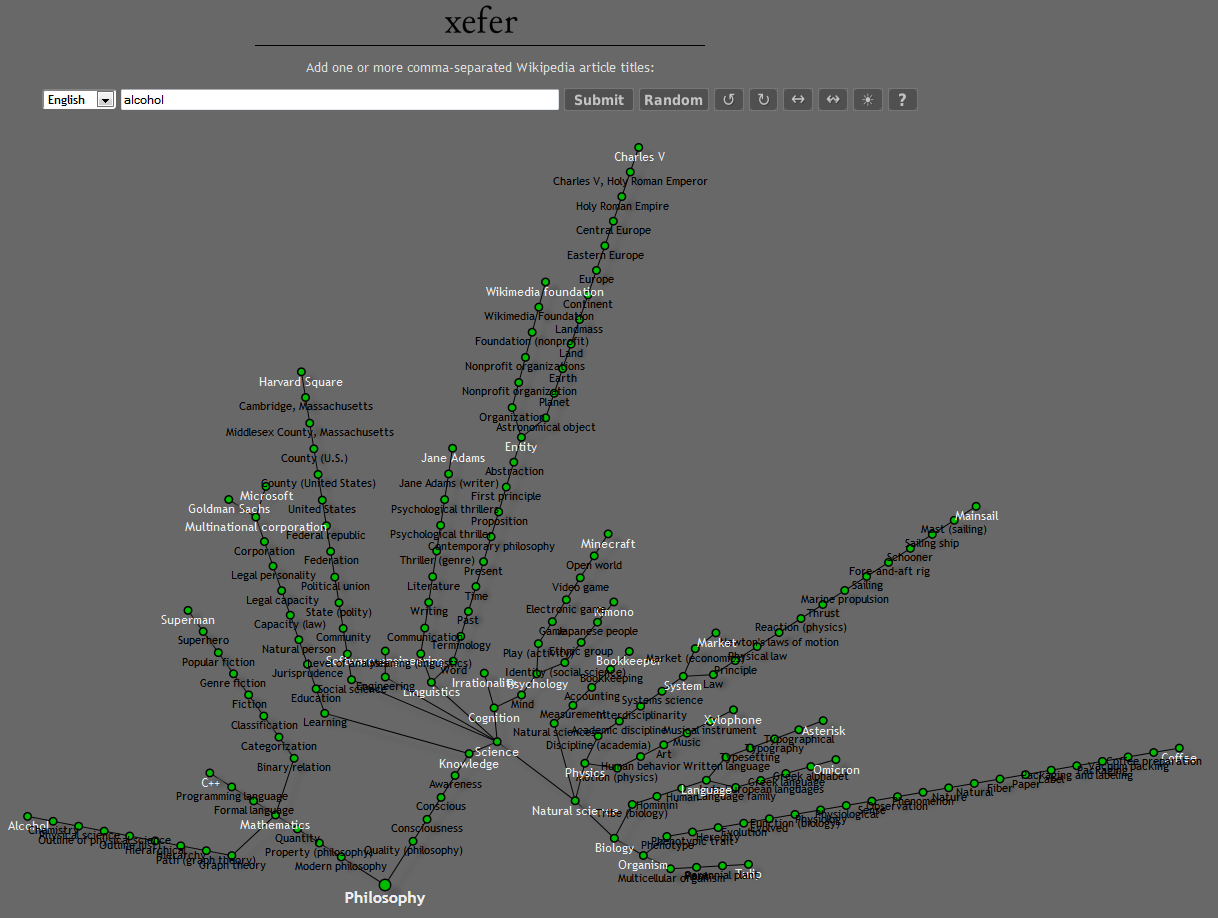 xefer
Add one or more comma-separated Wikipedia article titles:
English
alcohol
Submit
Random
?
Charles V
Charles V, Holy Roman Emperor
Holy Roman Empire
Central Europe
Eastern Europe
Europe
Continent
Landmass
Land
Earth
Planet
Astronomical object
Wikimedia foundation
Wikimedia Foundation
Foundation (nonprofit)
Nonprofit organizations
Nonprofit organization
Organization
Entity
Abstraction
First principle
Proposition
Contemporary philosophy
Present
Time
Past
Terminology
Word
Harvard Square
Cambridge, Massachusetts
Middlesex County, Massachusetts
County (U.S.)
County (United States)
United States
Federal republic
Federation
Political union
State (polity)
Community
Social science
Microsoft
Goldman Sachs
Multinational corporation
Corporation
Legal personality
Legal capacity
Capacity (law)
Natural person
Jurisprudence
Education
Learning
Jane Adams
Jane Adams (writer)
Psychological thrillers
Psychological thriller
Thriller (genre)
Literature
Writing
Communication
Linguistics
Engineering
Superman
Superhero
Popular fiction
Genre fiction
Fiction
Classification
Categorization
Binary relation
C++
Programming language
Formal language
Mathematics
Quantity
Property (philosophy)
Modern philosophy
Philosophy
Alcohol
Chemistry
Physical science
Outline of physical science
Hierarchical
Hierarchy
Path (graph theory)
Graph theory
Minecraft
Open world
Video game
Electronic game
Game
Play (activity)
Kimono
Japanese people
Ethnic group
Identity (social science)
Psychology
Mind
Irrationality
Cognition
Science
Knowledge
Awareness
Conscious
Consciousness
Quality (philosophy)
Bookkeeper
Bookkeeping
Accounting
Measurement
Natural sciences
Market
Market (economics)
System
Systems science
Interdisciplinarity
Academic discipline
Discipline (academia)
Physics
Motion (physics)
Natural science
Mainsail
Mast (sailing)
Sailing ship
Schooner
Fore-and-aft rig
Sailing
Marine propulsion
Thrust
Reaction (physics)
Newton's laws of motion
Physical law
Principle
Law
Xylophone
Musical instrument
Music
Art
Human behavior
Asterisk
Typographical
Typography
Typesetting
Written language
Omicron
Greek alphabet
Greek language
Language family
Language
Human
Hominini
Tribe (biology)
Biology
Coffee
Coffee preparation
Vacuum packing
Packaging
Packaging and labeling
Label
Paper
Fiber
Natural
Nature
Phenomenon
Observation
Sense
Physiological
Physiology
Function (biology)
Evolved
Evolution
Heredity
Phenotypic trait
Phenotype
Organism
Multicellular organism
Perennial plant
Tulip